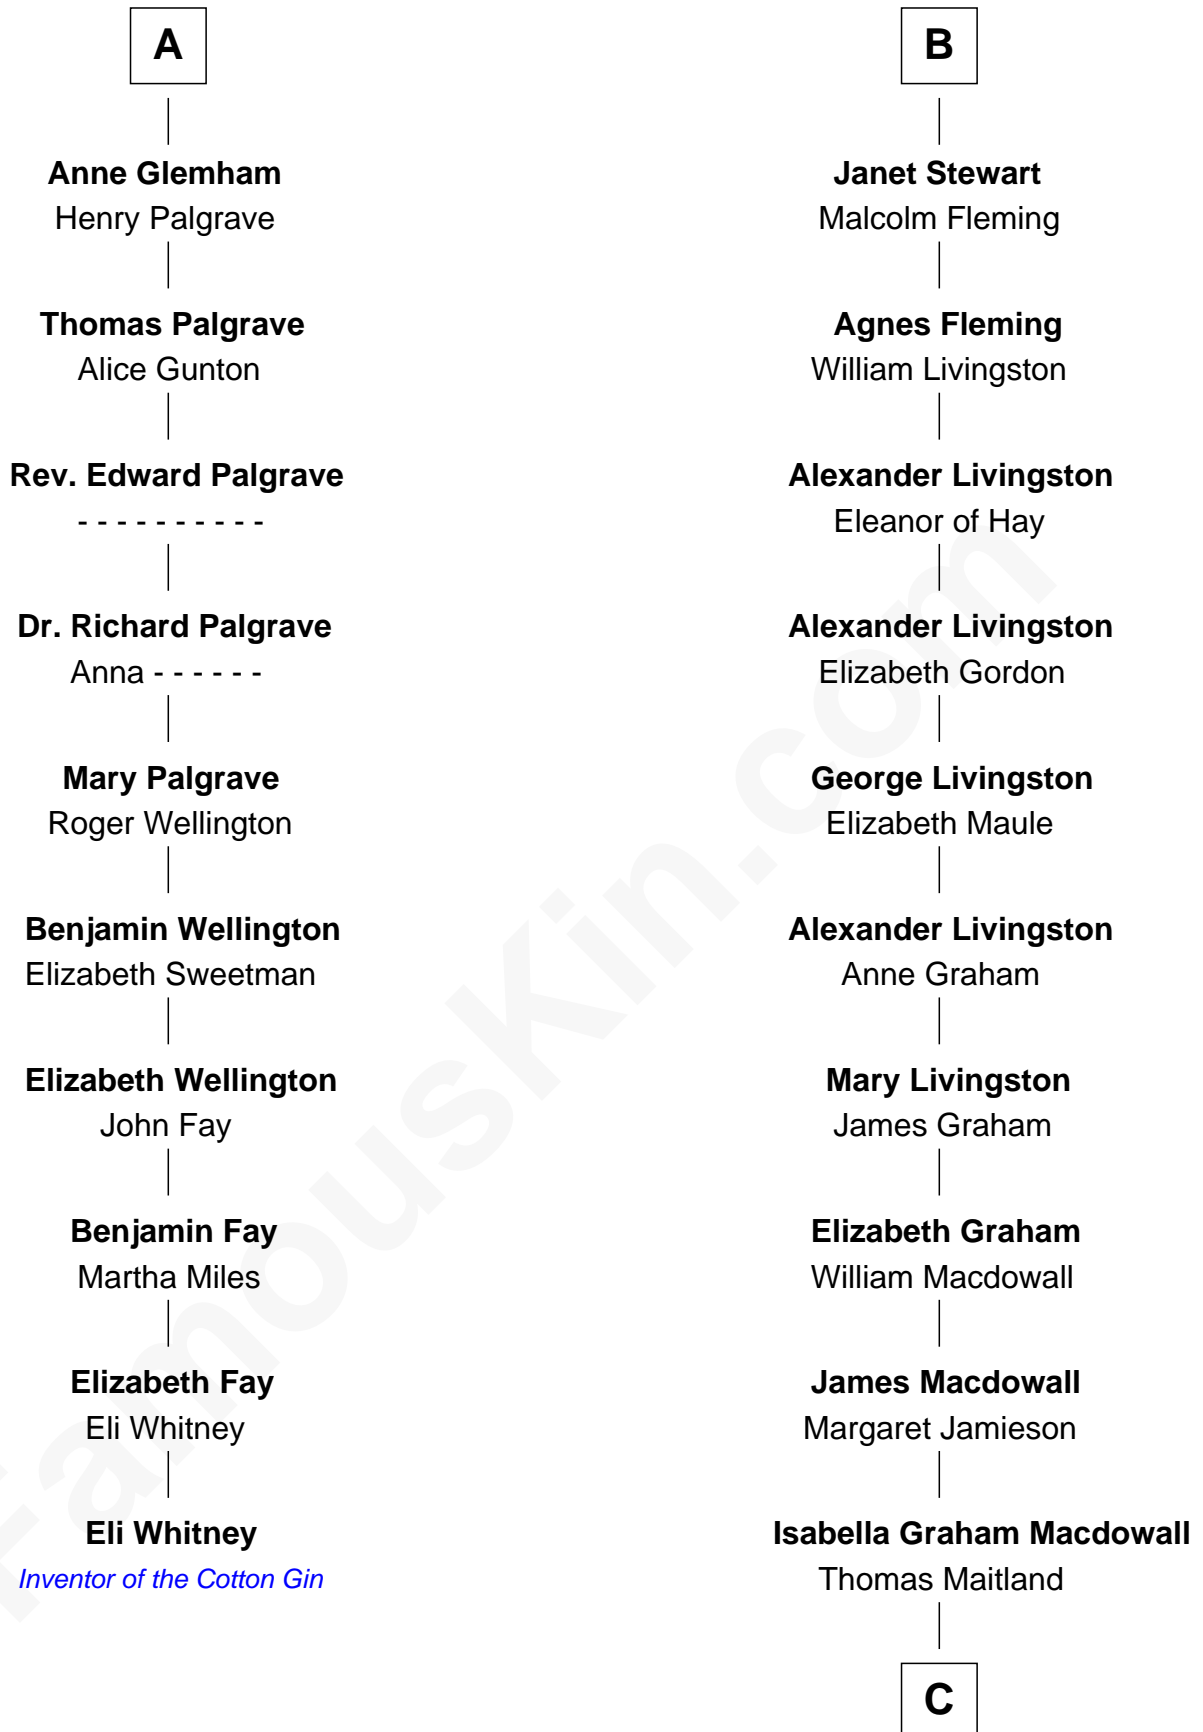 A
Anne Glemham
Henry Palgrave
Thomas Palgrave
Alice Gunton
Rev. Edward Palgrave
- - - - - - - - - -
Dr. Richard Palgrave
Anna - - - - - -
Mary Palgrave
Roger Wellington
Benjamin Wellington
Elizabeth Sweetman
Elizabeth Wellington
John Fay
Benjamin Fay
Martha Miles
Elizabeth Fay
Eli Whitney
Eli Whitney
Inventor of the Cotton Gin
B
Janet Stewart
Malcolm Fleming
Agnes Fleming
William Livingston
Alexander Livingston
Eleanor of Hay
Alexander Livingston
Elizabeth Gordon
George Livingston
Elizabeth Maule
Alexander Livingston
Anne Graham
Mary Livingston
James Graham
Elizabeth Graham
William Macdowall
James Macdowall
Margaret Jamieson
Isabella Graham Macdowall
Thomas Maitland
C
FamousKin.com